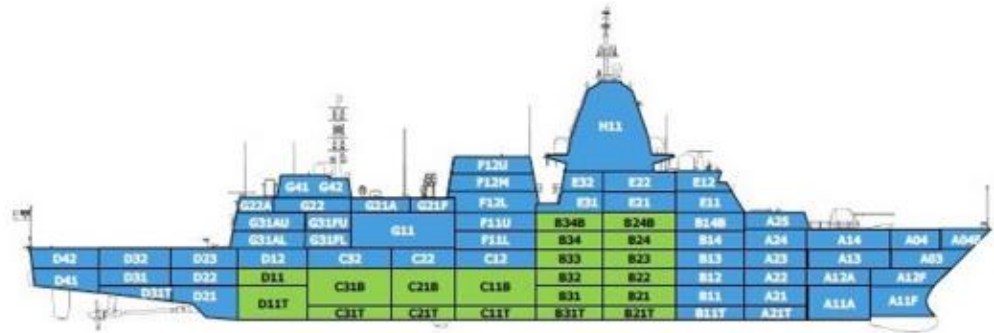 H11
F12U
F12M E32 E22 E12
G41 G42
G22A G22 G21A G21F F12L E31 E21 E11
G31AU G31FU G11 F11U B34B B24B B14B A25
G31AL G31FL F11L B34 B24 B14 A24 A14 A04
D42 D32 D23 D12 C32 C22 C12 B33 B23 B13 A23 A13 A03
D41 D31 D22 D11 C31B C21B C11B B32 B22 B12 A22 A12A A12F
D31T D21 D11T B31 B21 B11 A21 A11A A11F
C31T C21T C11T B31T B21T B11T A21T